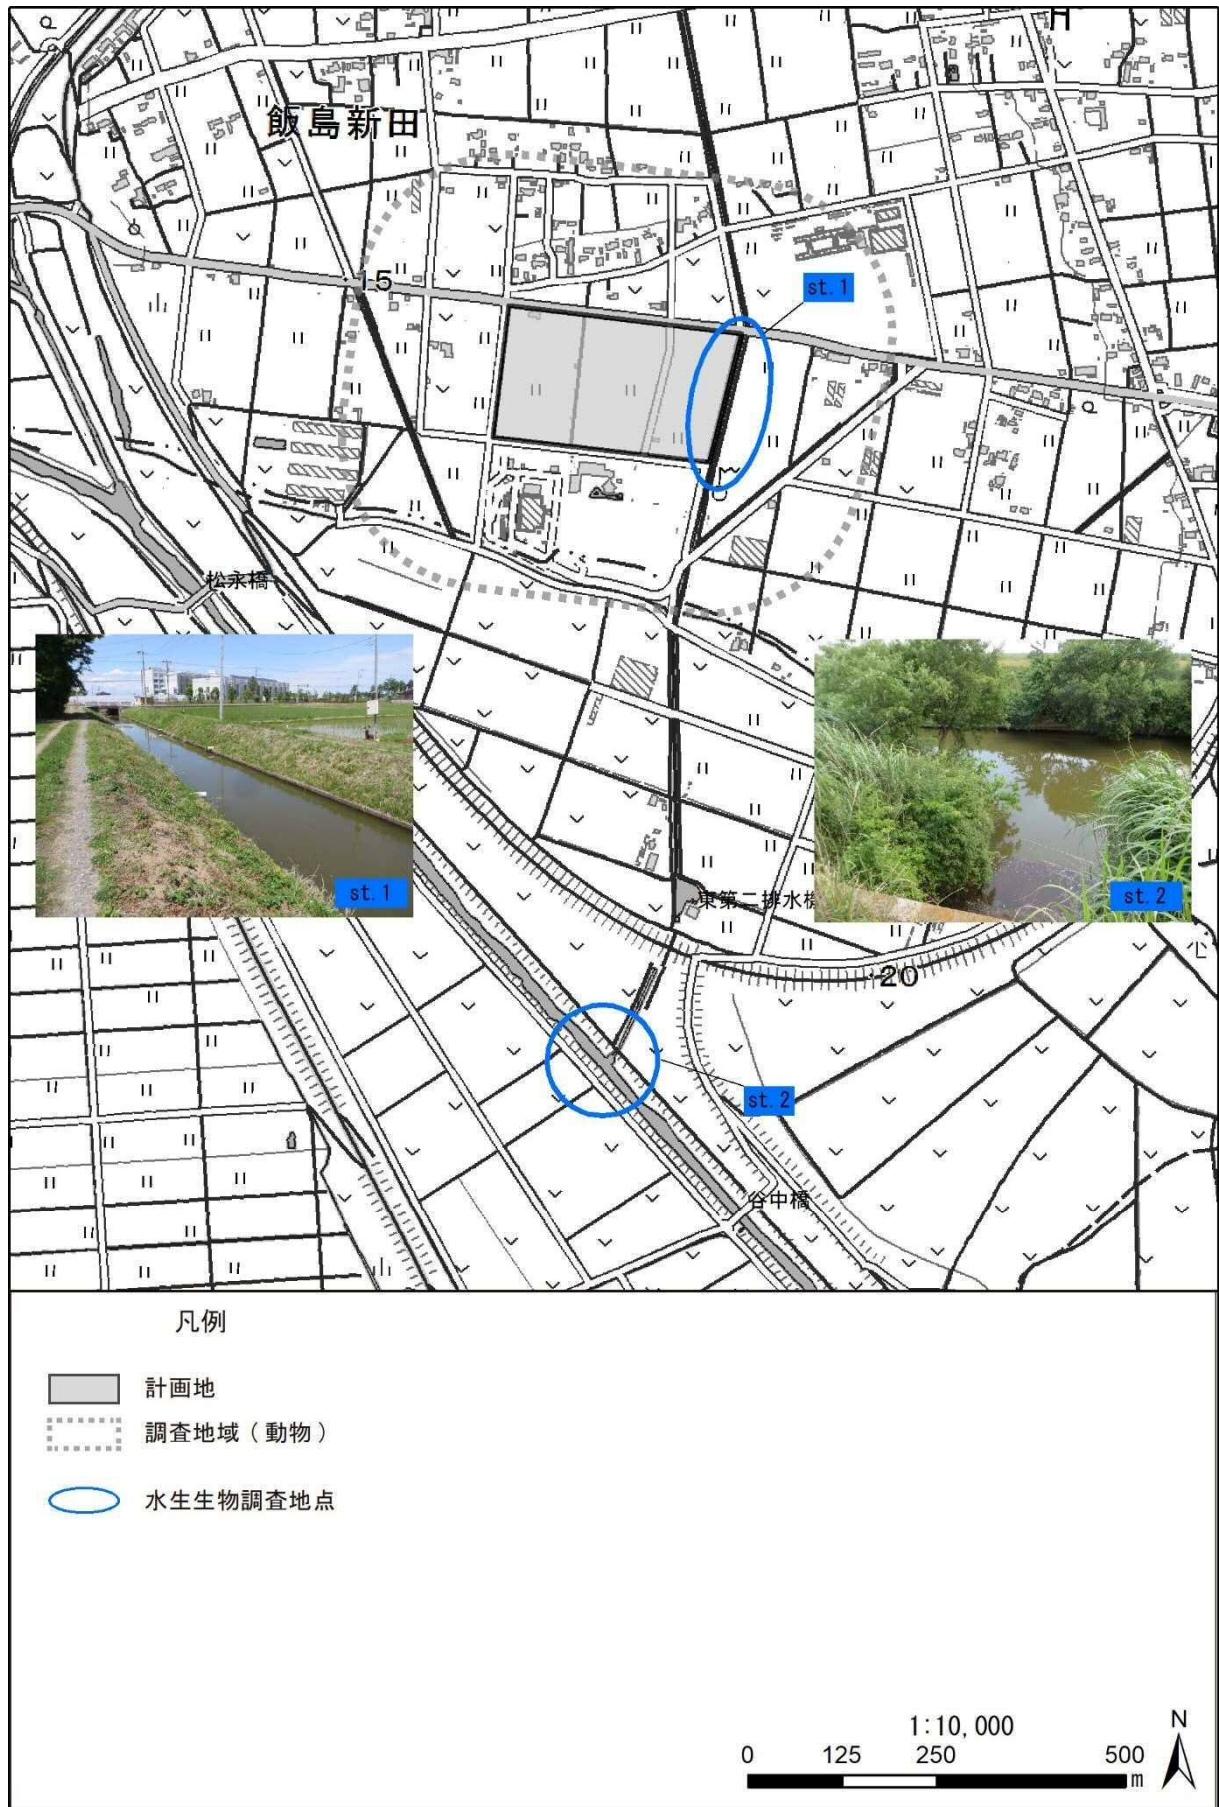 飯島新田
15
st. 1
松永橋
st. 1
st. 2
東第二排水機
20
st. 2
谷中橋
凡例
計画地
調査地域（動物）
水生生物調査地点
1:10,000
N
0 125 250 500
m